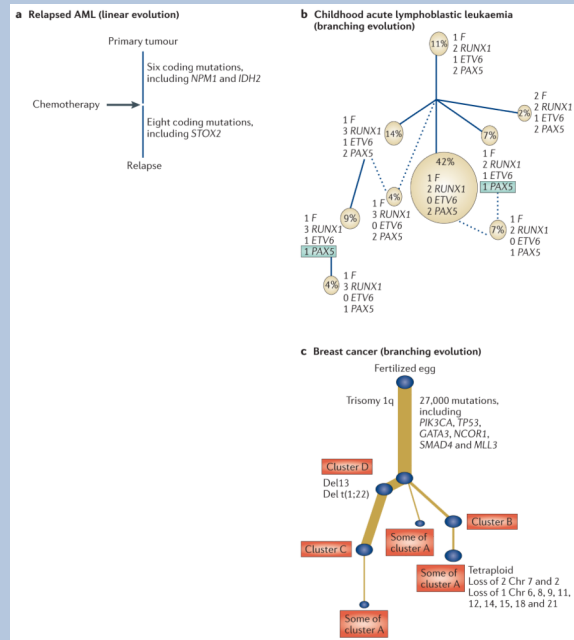 a Relapsed AML (linear evolution)
Primary tumour
Six coding mutations,
including NPM1 and IDH2
Chemotherapy
Eight coding mutations,
including STOX2
Relapse
b Childhood acute lymphoblastic leukaemia
(branching evolution)
11%
1 F
2 RUNX1
1 ETV6
2 PAX5
2%
2 F
2 RUNX1
1 ETV6
2 PAX5
1 F
3 RUNX1
1 ETV6
2 PAX5
14%
7%
1 F
2 RUNX1
1 ETV6
1 PAX5
42%
1 F
2 RUNX1
0 ETV6
2 PAX5
4%
1 F
3 RUNX1
0 ETV6
2 PAX5
9%
1 F
3 RUNX1
1 ETV6
1 PAX5
7%
1 F
2 RUNX1
0 ETV6
1 PAX5
4%
1 F
3 RUNX1
0 ETV6
1 PAX5
c Breast cancer (branching evolution)
Fertilized egg
Trisomy 1q
27,000 mutations,
including
PIK3CA, TP53,
GATA3, NCOR1,
SMAD4 and MLL3
Cluster D
Del13
Del t(1;22)
Cluster B
Some of
cluster A
Cluster C
Some of
cluster A
Tetraploid
Loss of 2 Chr 7 and 2
Loss of 1 Chr 6, 8, 9, 11,
12, 14, 15, 18 and 21
Some of
cluster A